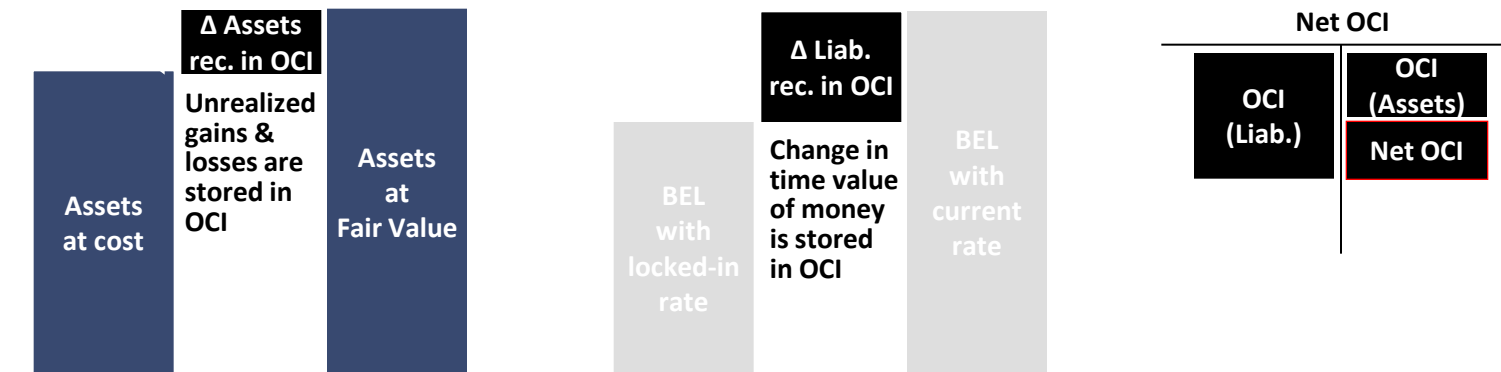 Assets
at cost
Δ Assets
rec. in OCI
Unrealized
gains &
losses are
stored in
OCI
Assets
at
Fair Value
BEL
with
locked-in
rate
Δ Liab.
rec. in OCI
Change in
time value
of money
is stored
in OCI
BEL
with
current
rate
Net OCI
OCI
(Liab.)
OCI
(Assets)
Net OCI